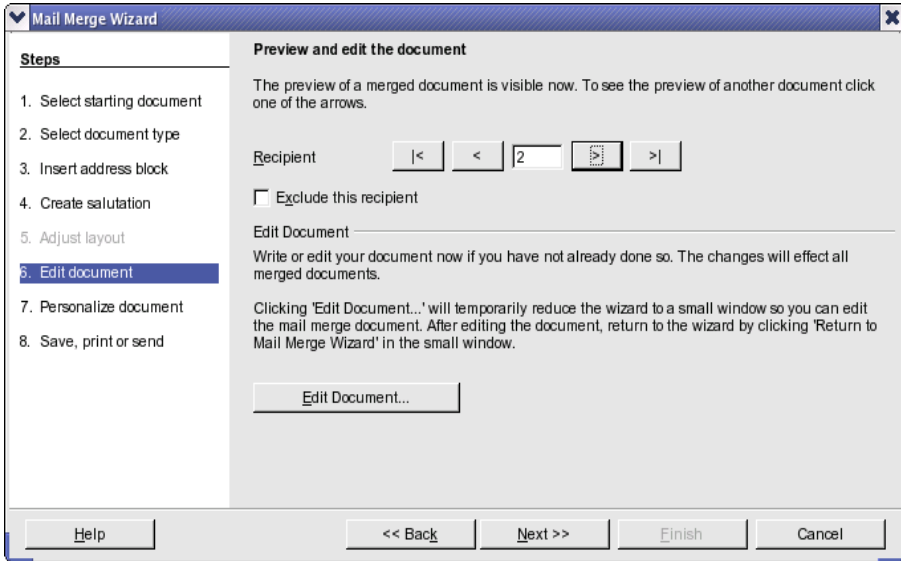 Mail Merge Wizard
Steps
1. Select starting document
2. Select document type
3. Insert address block
4. Create salutation
5. Adjust layout
6. Edit document
7. Personalize document
8. Save, print or send
Preview and edit the document
The preview of a merged document is visible now. To see the preview of another document click
one of the arrows.
Recipient |< < 2 > >|
Exclude this recipient
Edit Document
Write or edit your document now if you have not already done so. The changes will effect all
merged documents.
Clicking 'Edit Document...' will temporarily reduce the wizard to a small window so you can edit
the mail merge document. After editing the document, return to the wizard by clicking 'Return to
Mail Merge Wizard' in the small window.
Edit Document...
Help << Back Next >> Finish Cancel